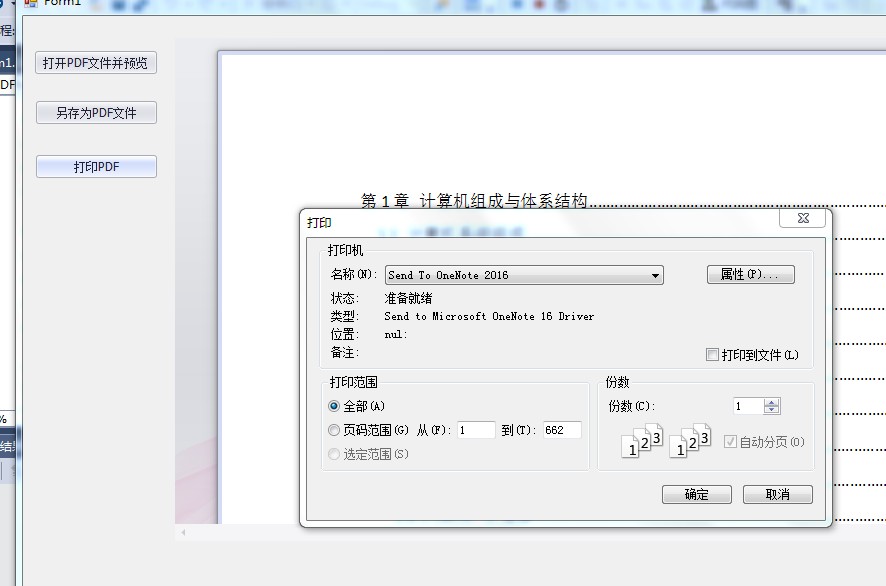 Form1
程
n1.
打开PDF文件并预览
DF
另存为PDF文件
打印PDF
第 1 章 计算机组成与体系结构
打印
打印机
名称(N): Send To OneNote 2016 属性(P)...
状态: 准备就绪
类型: Send to Microsoft OneNote 16 Driver
位置: nul:
备注: 打印到文件(L)
打印范围
全部(A)
页码范围(G) 从(F): 1 到(T): 662
选定范围(S)
份数
份数(C): 1
1 2 3 1 2 3 自动分页(O)
%
确定 取消